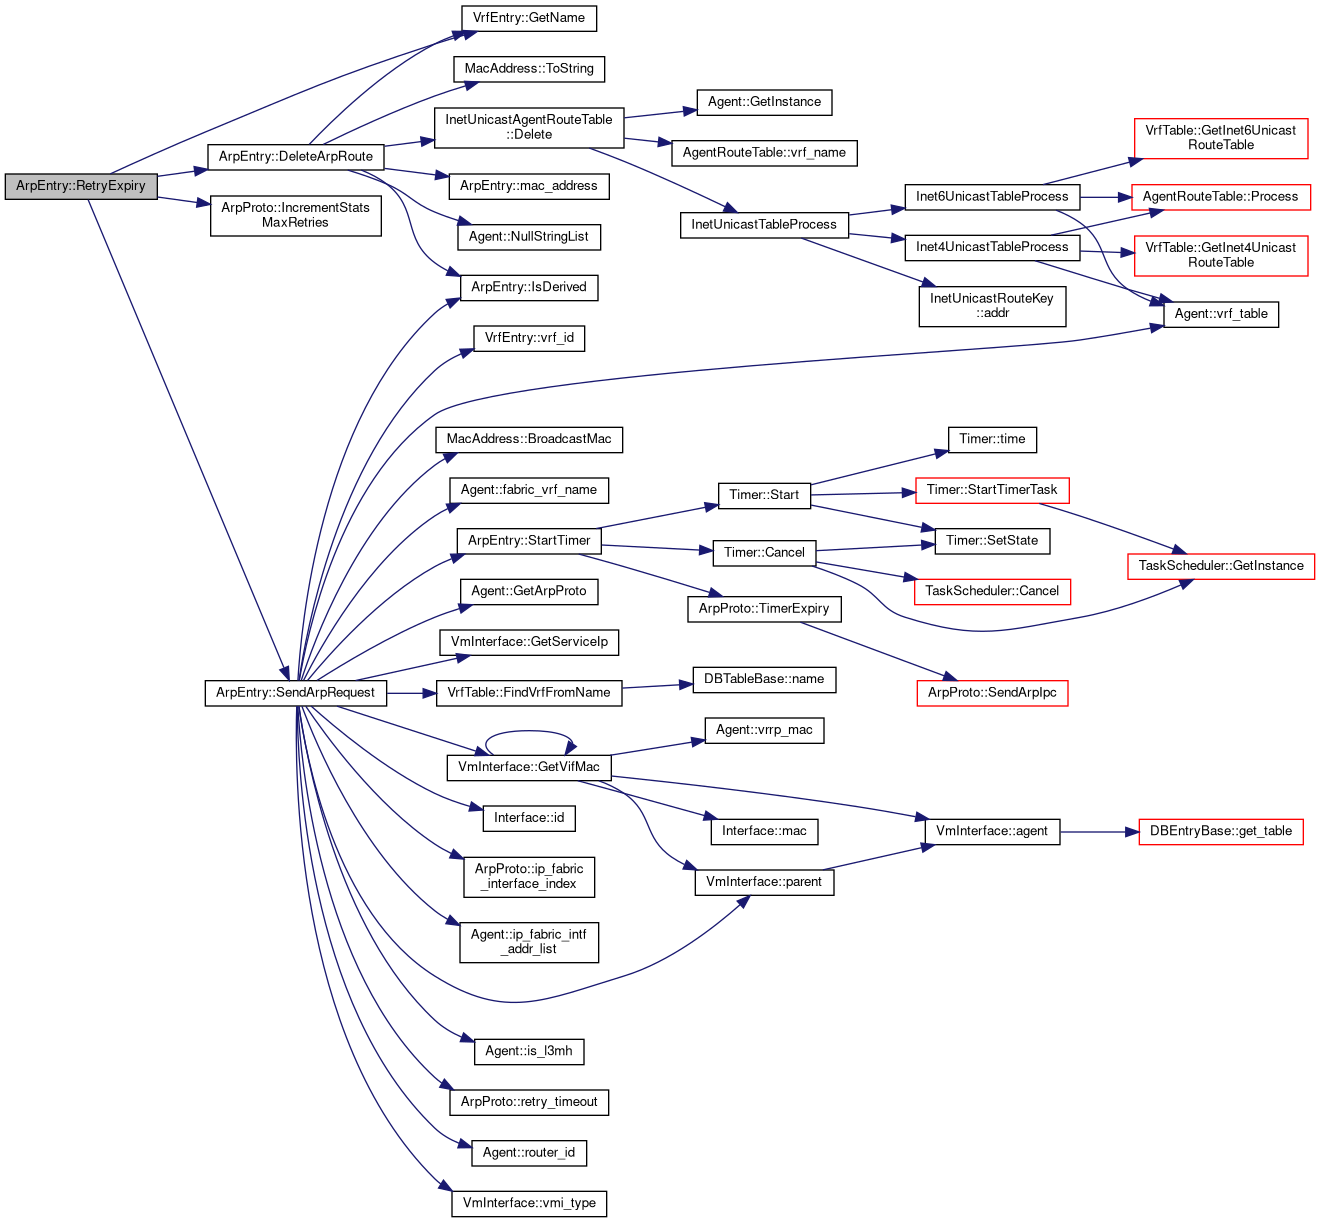 VrfEntry::GetName
MacAddress::ToString
Agent::GetInstance
InetUnicastAgentRouteTable
::Delete
VrfTable::GetInet6Unicast
RouteTable
ArpEntry::DeleteArpRoute
AgentRouteTable::vrf_name
ArpEntry::RetryExpiry
ArpEntry::mac_address
Inet6UnicastTableProcess
AgentRouteTable::Process
ArpProto::IncrementStats
MaxRetries
InetUnicastTableProcess
Agent::NullStringList
Inet4UnicastTableProcess
VrfTable::GetInet4Unicast
RouteTable
ArpEntry::IsDerived
InetUnicastRouteKey
::addr
Agent::vrf_table
VrfEntry::vrf_id
MacAddress::BroadcastMac
Timer::time
Agent::fabric_vrf_name
Timer::Start
Timer::StartTimerTask
ArpEntry::StartTimer
Timer::Cancel
Timer::SetState
TaskScheduler::GetInstance
Agent::GetArpProto
TaskScheduler::Cancel
ArpProto::TimerExpiry
VmInterface::GetServiceIp
ArpEntry::SendArpRequest
VrfTable::FindVrfFromName
DBTableBase::name
ArpProto::SendArpIpc
Agent::vrrp_mac
VmInterface::GetVifMac
Interface::id
Interface::mac
VmInterface::agent
DBEntryBase::get_table
ArpProto::ip_fabric
_interface_index
VmInterface::parent
Agent::ip_fabric_intf
_addr_list
Agent::is_l3mh
ArpProto::retry_timeout
Agent::router_id
VmInterface::vmi_type